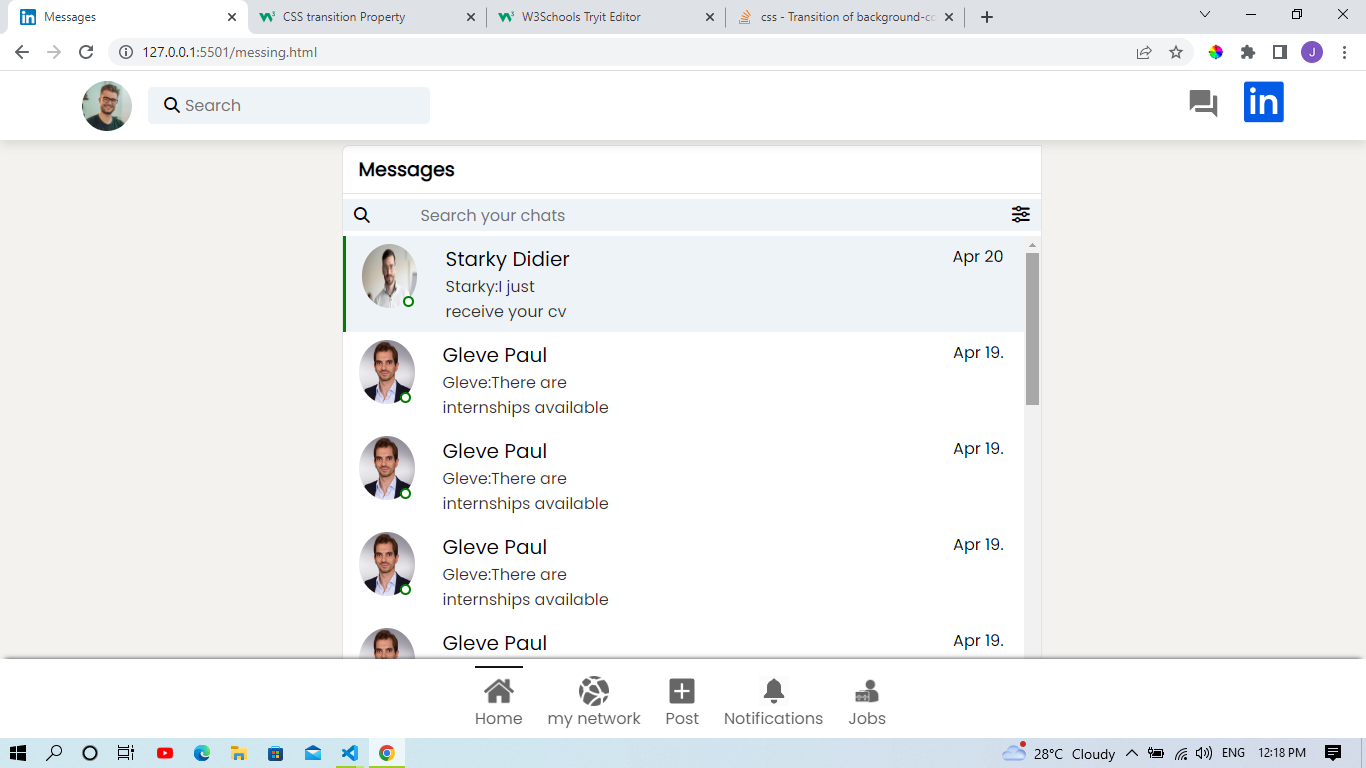 Messages
CSS transition Property
W3Schools Tryit Editor
css - Transition of background-co
127.0.0.1:5501/messing.html
J
Search
in
Messages
Search your chats
Starky Didier
Apr 20
Starky:I just
receive your cv
Gleve Paul
Apr 19.
Gleve:There are
internships available
Gleve Paul
Apr 19.
Gleve:There are
internships available
Gleve Paul
Apr 19.
Gleve:There are
internships available
Gleve Paul
Apr 19.
Home
my network
Post
Notifications
Jobs
28°C Cloudy
ENG
12:18 PM